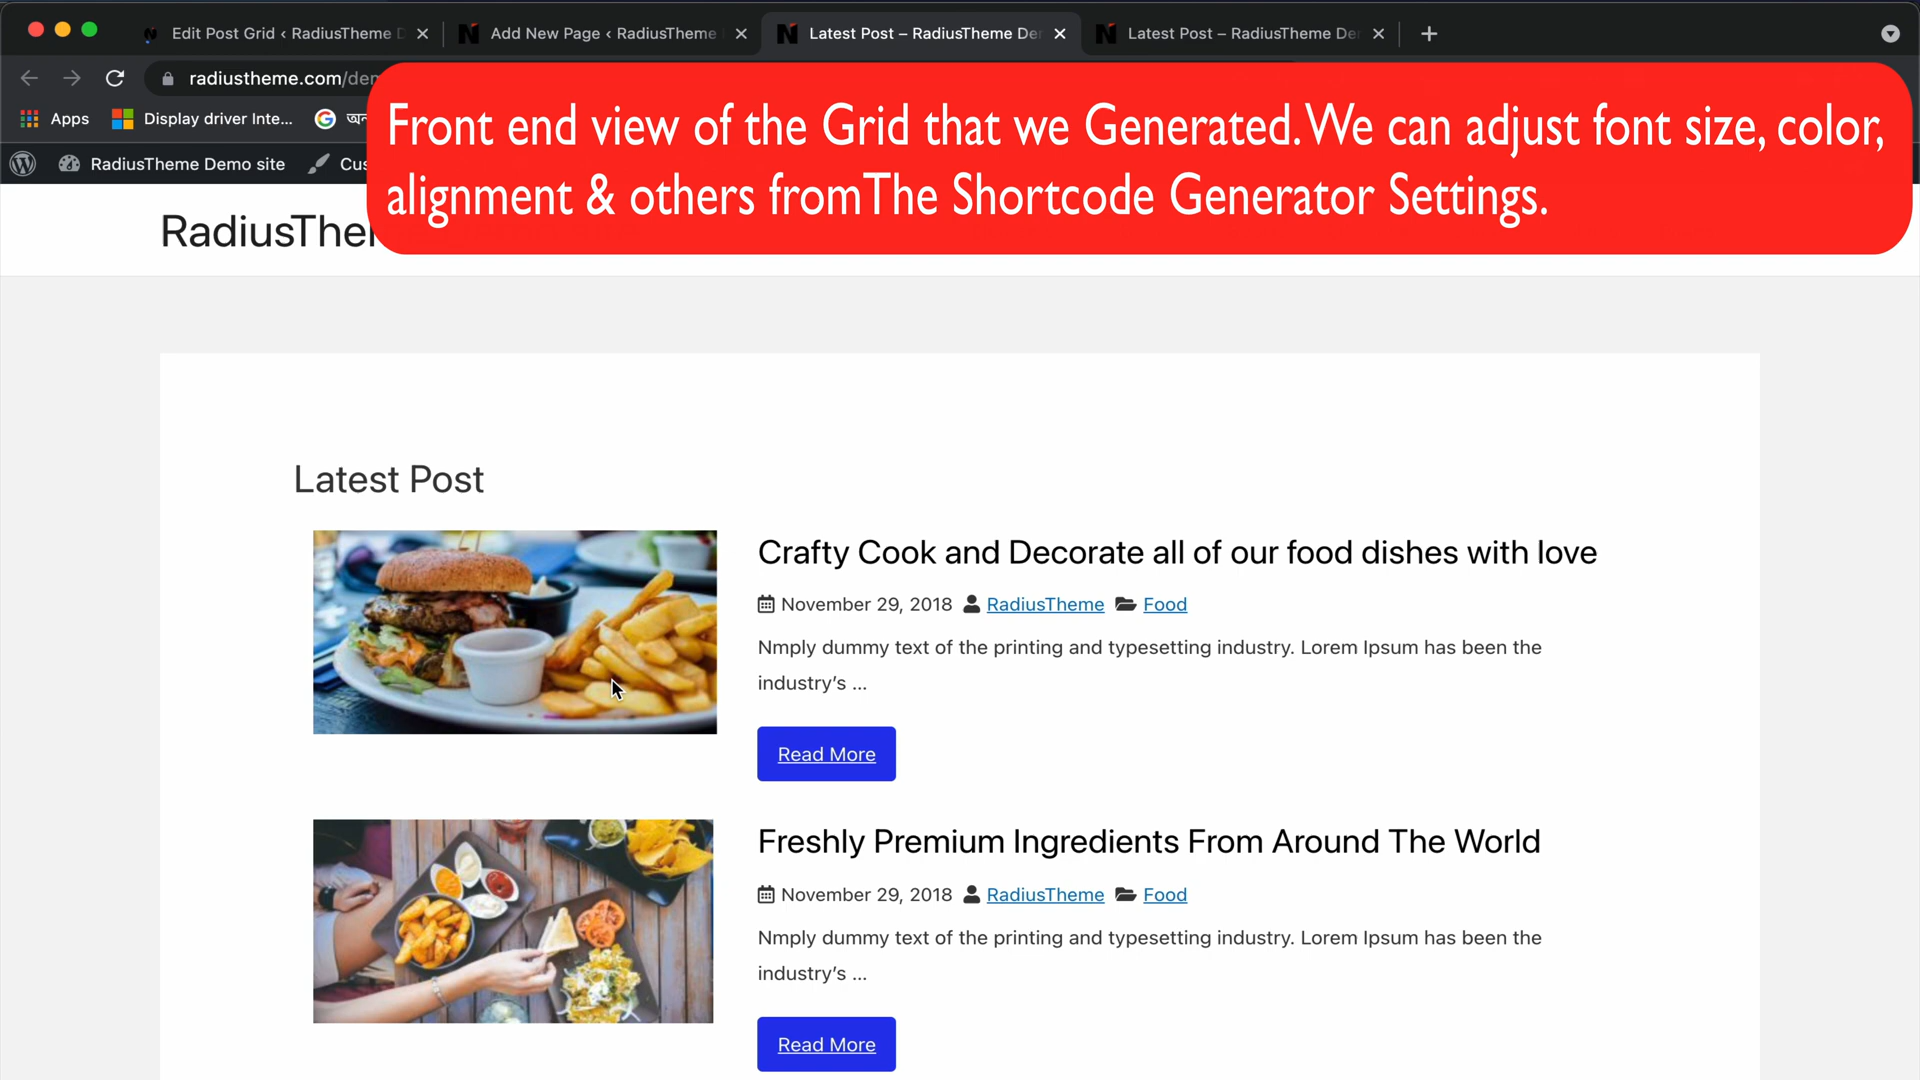 Edit Post Grid ‹ RadiusTheme D
Add New Page ‹ RadiusTheme
Latest Post – RadiusTheme De
Latest Post – RadiusTheme De
radiustheme.com/den
Apps
Display driver Inte...
অন
RadiusTheme Demo site
Cus
Front end view of the Grid that we Generated.We can adjust font size, color,
alignment & others fromThe Shortcode Generator Settings.
RadiusTher
Latest Post
Crafty Cook and Decorate all of our food dishes with love
November 29, 2018 RadiusTheme Food
Nmply dummy text of the printing and typesetting industry. Lorem Ipsum has been the
industry's ...
Read More
Freshly Premium Ingredients From Around The World
November 29, 2018 RadiusTheme Food
Nmply dummy text of the printing and typesetting industry. Lorem Ipsum has been the
industry's ...
Read More